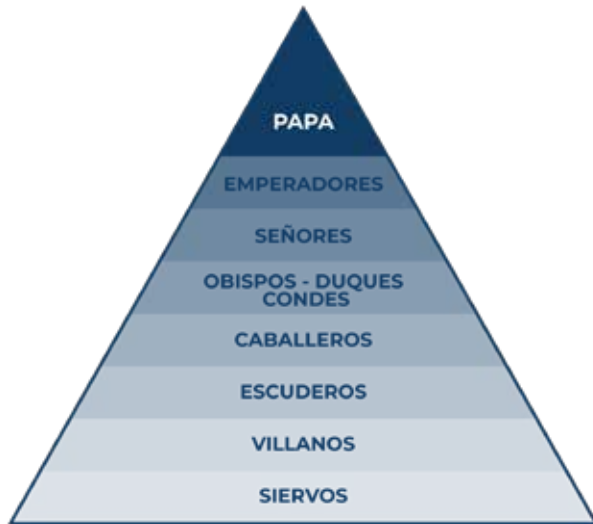 PAPA
EMPERADORES
SEÑORES
OBISPOS - DUQUES
CONDES
CABALLEROS
ESCUDEROS
VILLANOS
SIERVOS